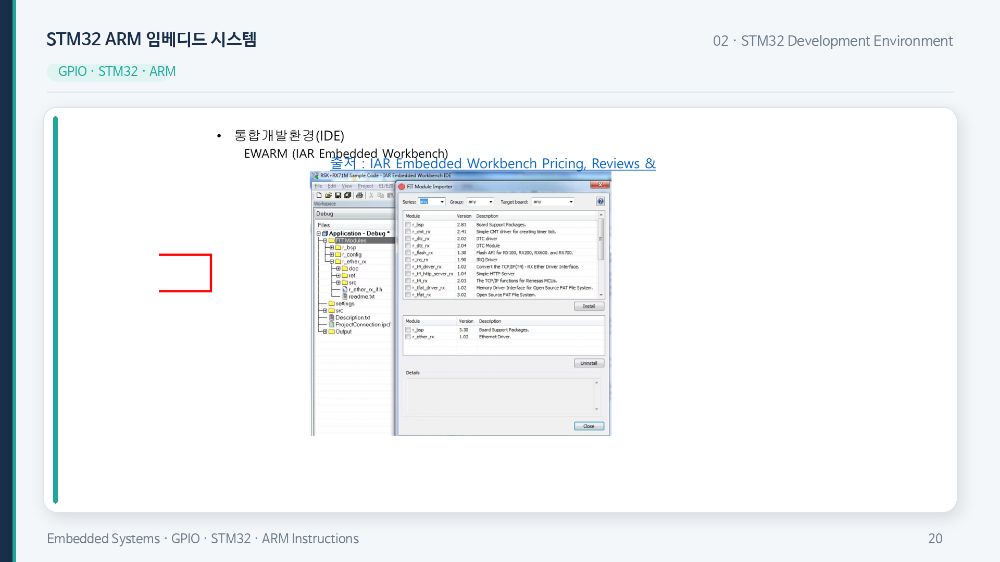 STM32 ARM 임베디드 시스템
02 · STM32 Development Environment
GPIO · STM32 · ARM
• 통합개발환경(IDE)
EWARM (IAR Embedded Workbench)
출처 : IAR Embedded Workbench Pricing, Reviews &
RSK+RX71M Sample Code - IAR Embedded Workbench IDE
File Edit View Project E1/E20
Workspace
Debug
Files
Application - Debug *
FIT Modules
r_bsp
r_config
r_ether_rx
doc
ref
src
r_ether_rx_if.h
readme.txt
settings
src
Description.txt
ProjectConnection.ipcf
Output
FIT Module Importer
Series: any Group: any Target board: any
Module Version Description
r_bsp 2.81 Board Support Packages.
r_cmt_rx 2.41 Simple CMT driver for creating timer tick.
r_dtc_rx 2.02 DTC driver
r_dtc_rx 2.04 DTC Module
r_flash_rx 1.30 Flash API for RX100, RX200, RX600. and RX700.
r_irq_rx 1.90 IRQ Driver
r_t4_driver_rx 1.02 Convert the TCP/IP(T4) - RX Ether Driver Interface.
r_t4_http_server_rx 1.04 Simple HTTP Server
r_t4_rx 2.03 The TCP/IP functions for Renesas MCUs.
r_tfat_driver_rx 1.02 Memory Driver Interface for Open Source FAT File System.
r_tfat_rx 3.02 Open Source FAT File System.
Install
Module Version Description
r_bsp 3.30 Board Support Packages.
r_ether_rx 1.02 Ethernet Driver.
Uninstall
Details
Close
Embedded Systems · GPIO · STM32 · ARM Instructions
20